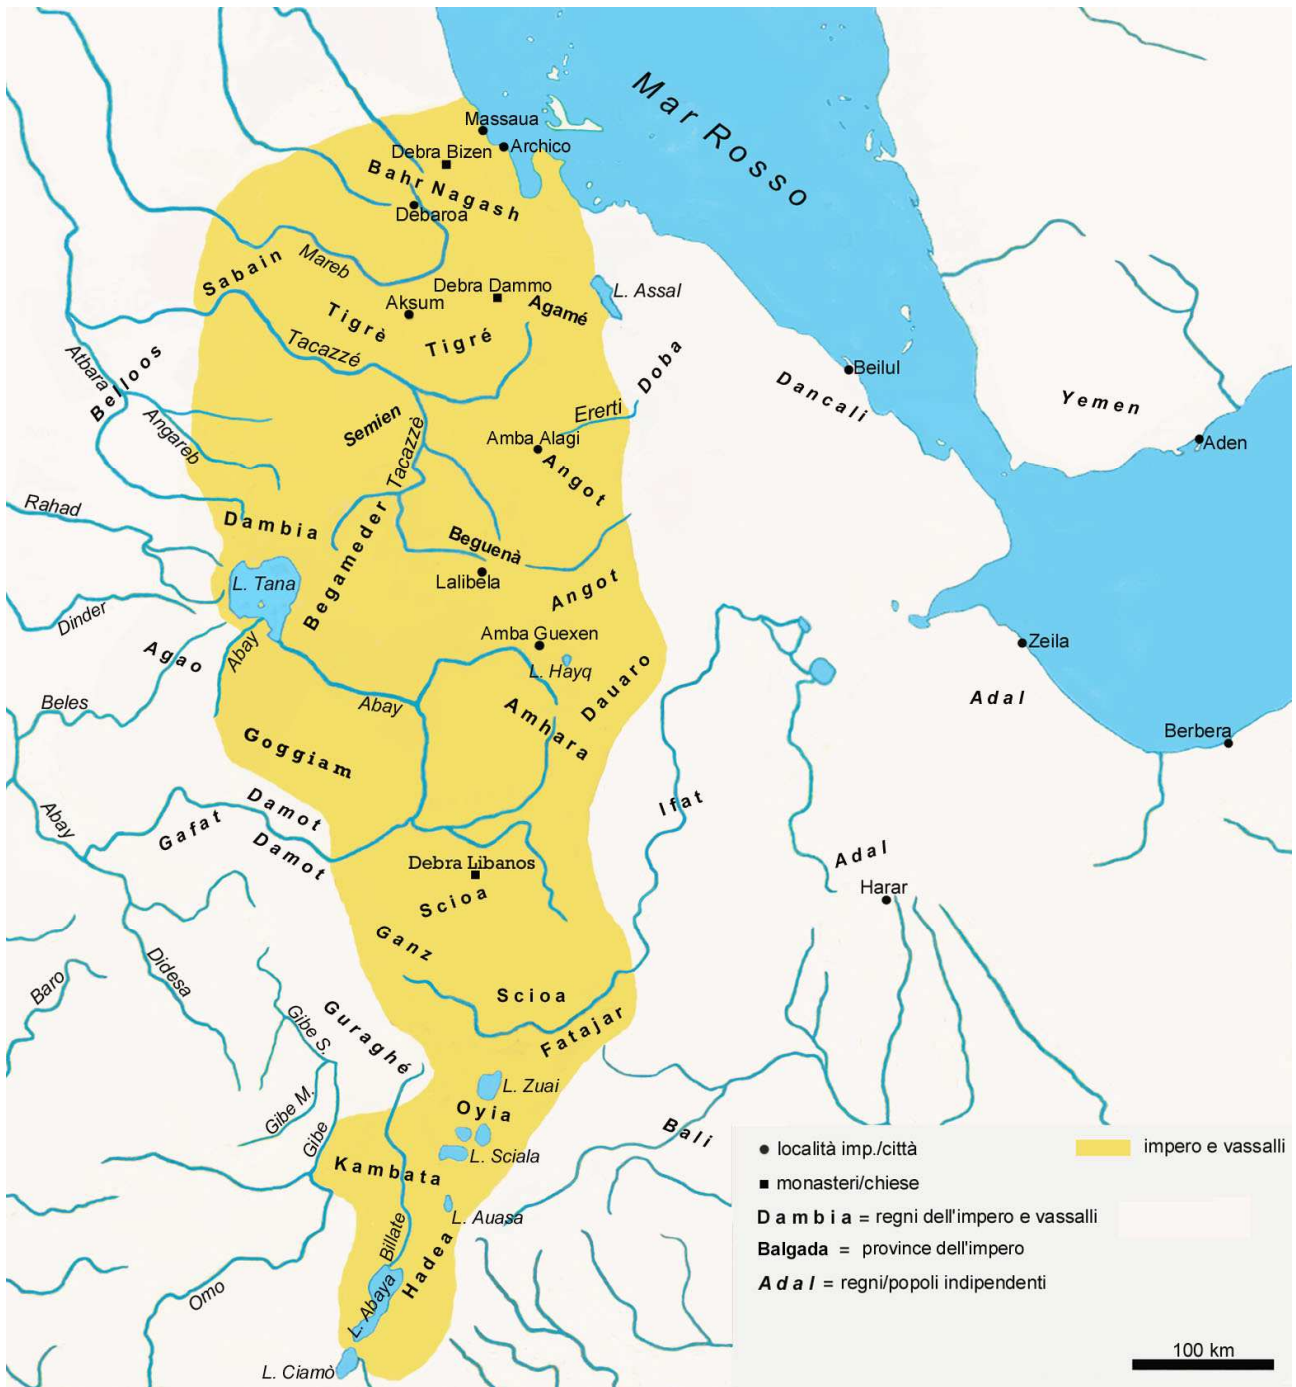 Mar Rosso
Massaua
Archico
Debra Bizen
Bahr Nagash
Debaroa
Mareb
Sabain
Debra Dammo
L. Assal
Aksum
Agamé
Tigrè
Tigré
Tacazzé
Atbara
Belloos
Doba
Beilul
Dancali
Yemen
Angareb
Semien
Ererti
Tacazzè
Amba Alagi
Aden
Angot
Rahad
Dambia
Begameder
Beguenà
Lalibela
L. Tana
Angot
Dinder
Amba Guexen
Zeila
Agao
Abay
L. Hayq
Dauaro
Adal
Beles
Abay
Amhara
Berbera
Goggiam
Abay
Damot
Gafat
Damot
Ifat
Debra Libanos
Adal
Harar
Scioa
Ganz
Baro
Didesa
Scioa
Fatajar
Guraghé
Gibe S.
L. Zuai
Gibe M.
Gibe
Oyia
Bali
L. Sciala
Kambata
L. Auasa
Billate
Hadea
Omo
L. Abaya
L. Ciamò
località imp./città
impero e vassalli
monasteri/chiese
Dambia = regni dell'impero e vassalli
Balgada = province dell'impero
Adal = regni/popoli indipendenti
100 km